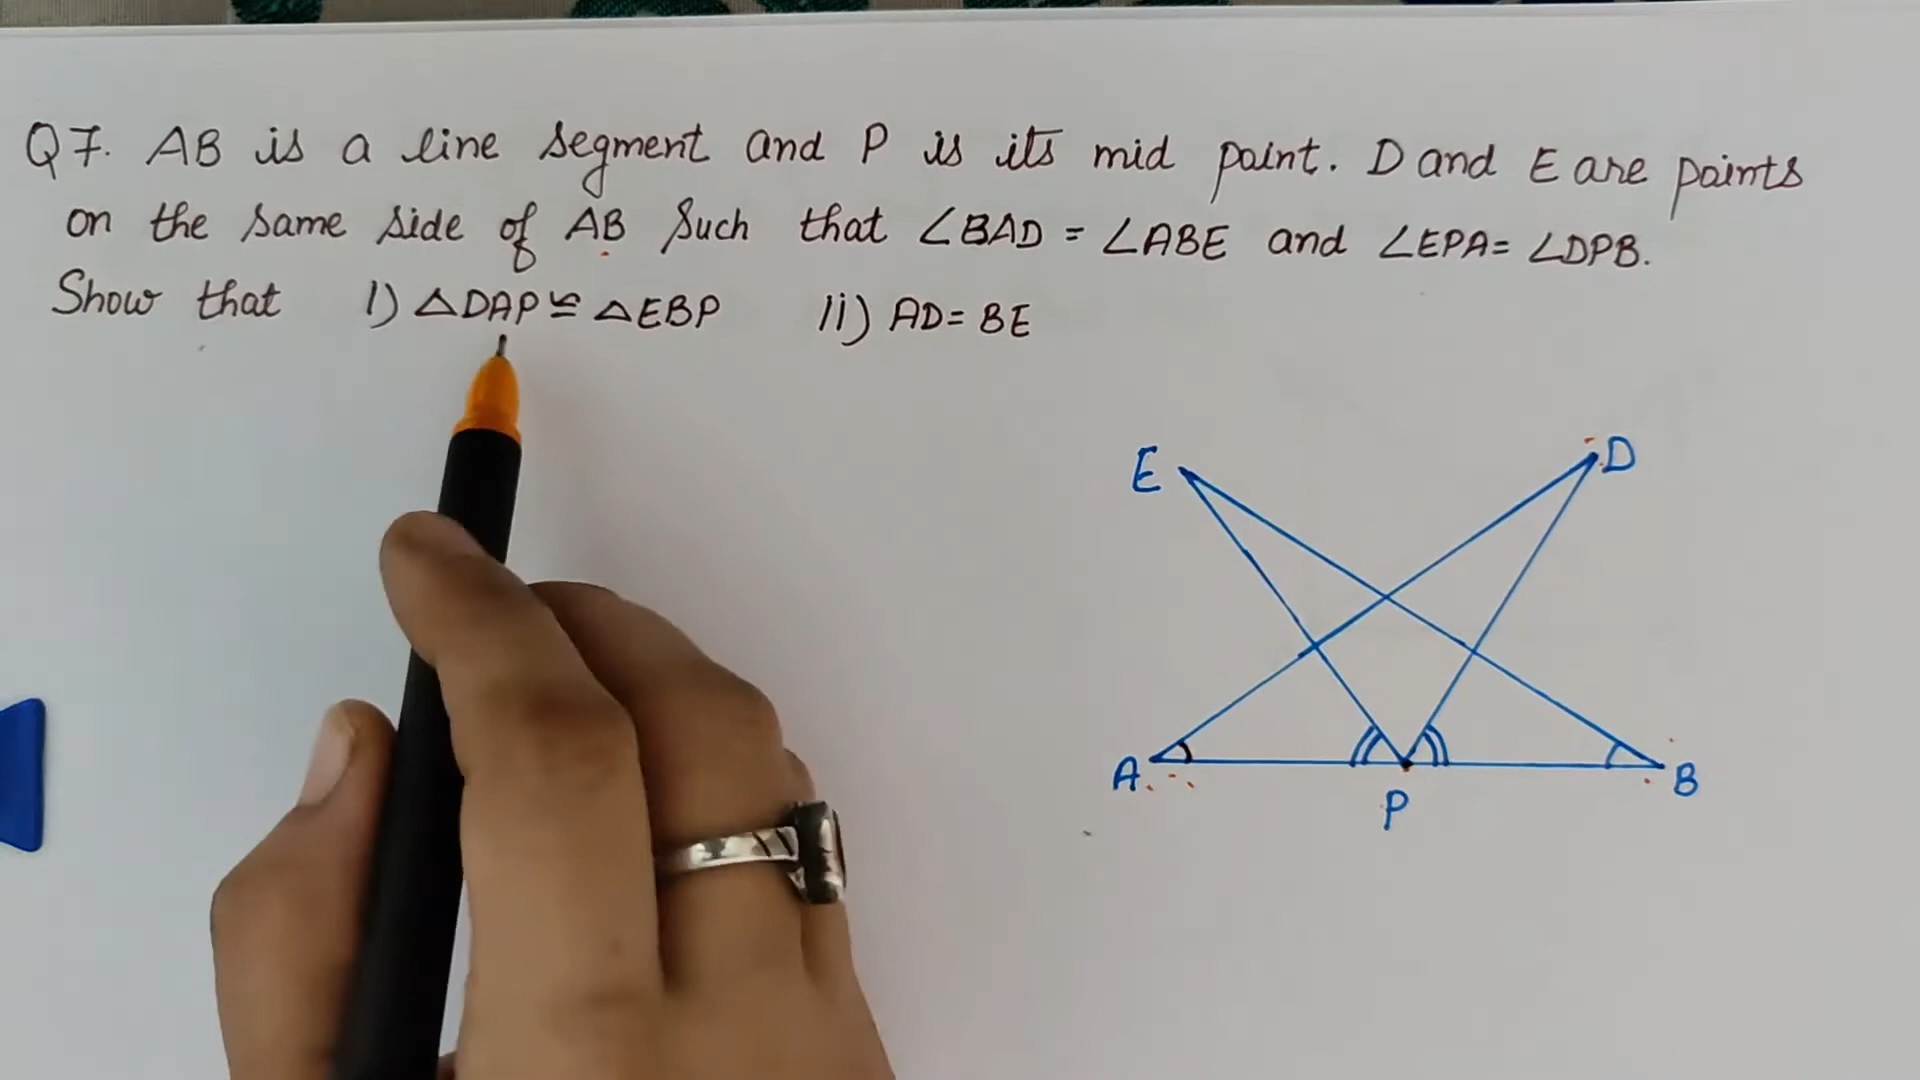 Q7. AB is a line segment and P is its mid point. D and E are points
on the same side of AB Such that ∠BAD = ∠ABE and ∠EPA = ∠DPB.
Show that I) △DAP ≅ △EBP II) AD = BE
E D
A P B